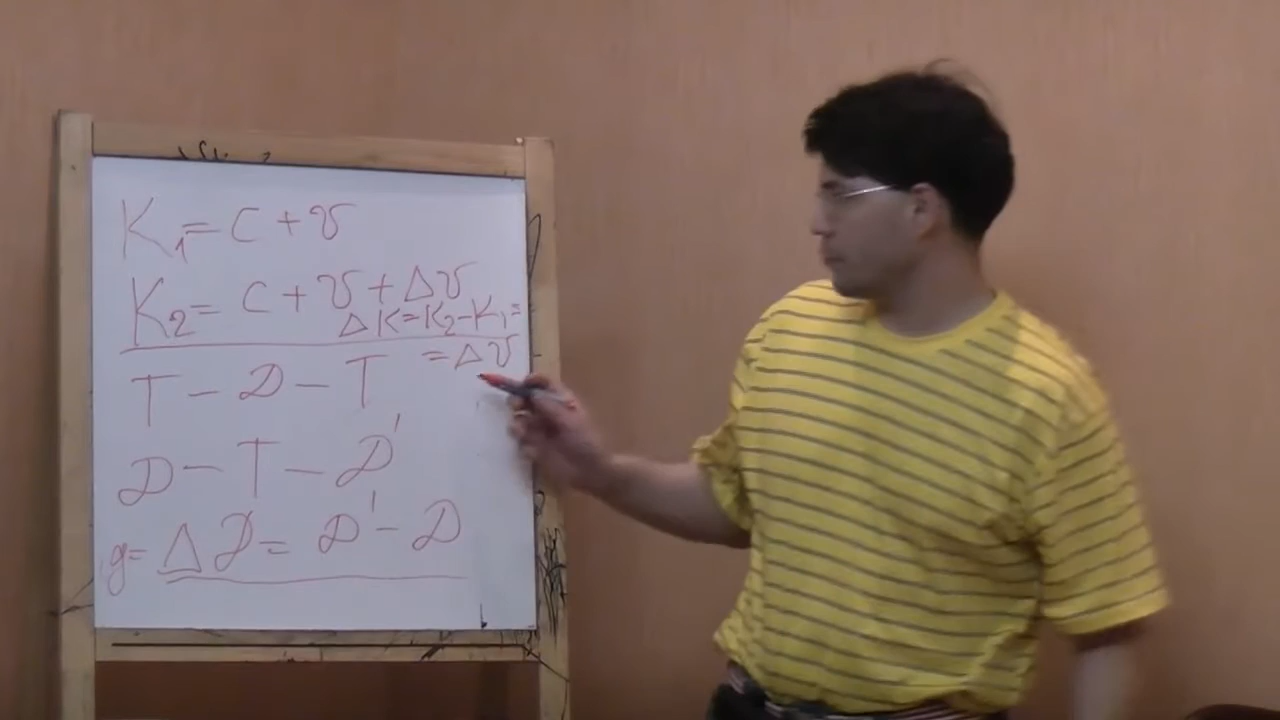 K₁ = C + v
K₂ = C + v + Δv
ΔK = K₂ – K₁ =
= Δv
Т – Д – Т
Д – Т – Д'
g = ΔД = Д' – Д